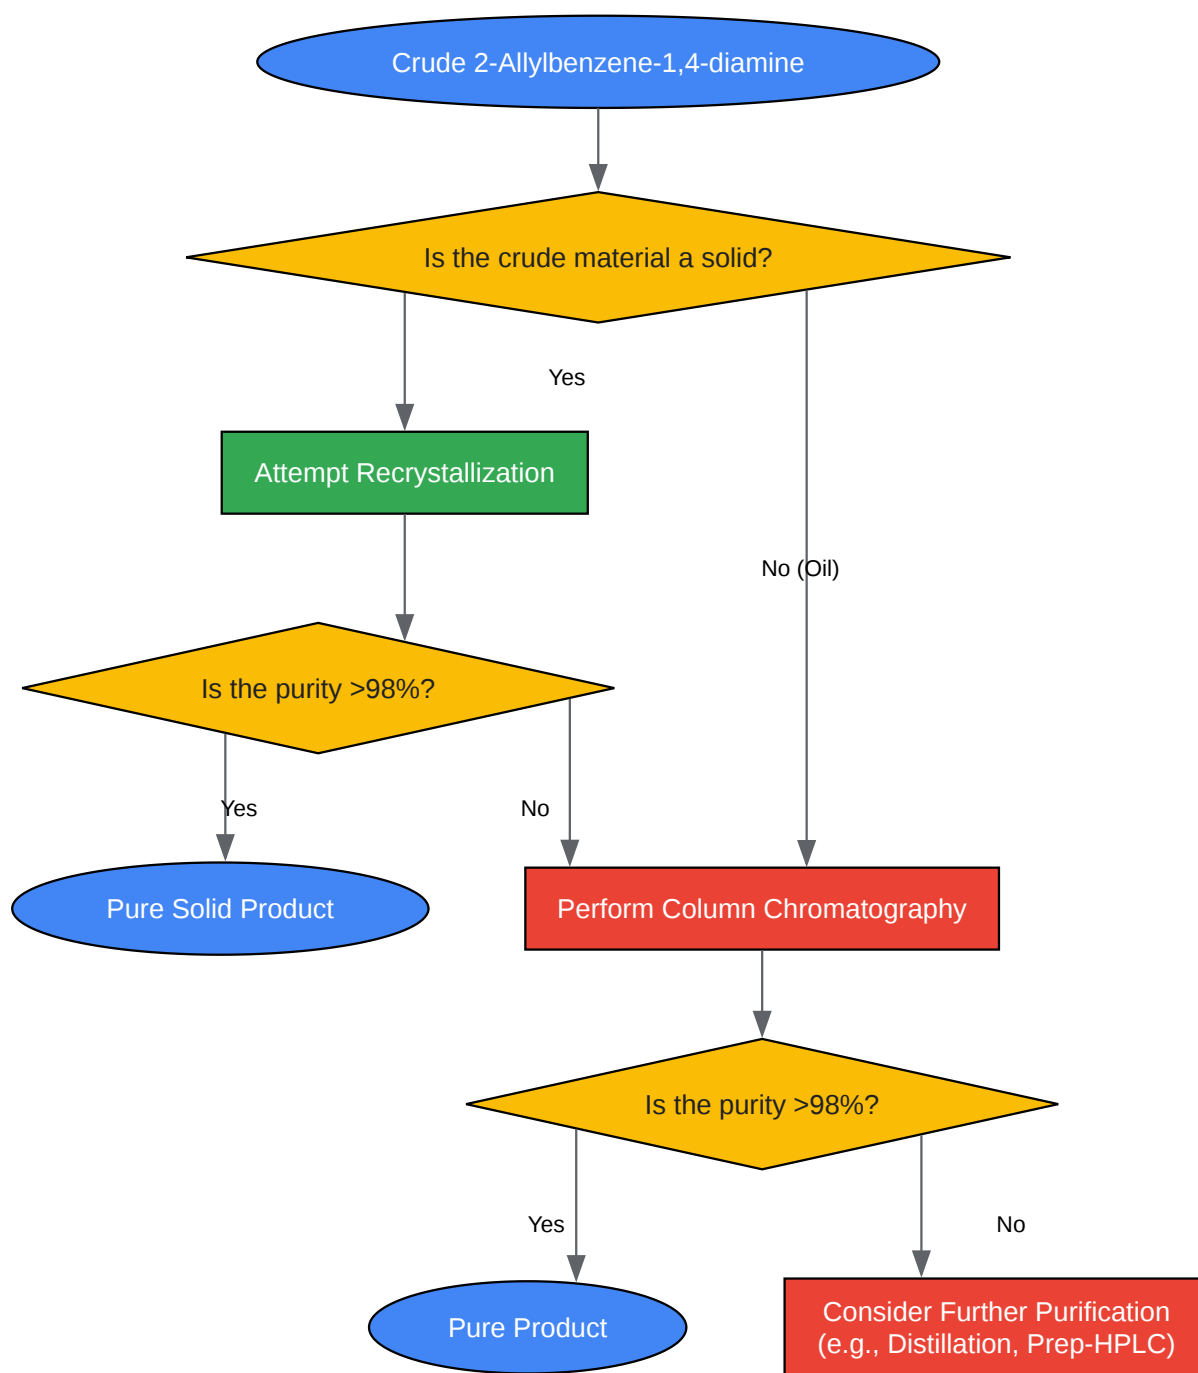 Crude 2-Allylbenzene-1,4-diamine
Is the crude material a solid?
Yes
Attempt Recrystallization
No (Oil)
Is the purity >98%?
Yes
No
Pure Solid Product
Perform Column Chromatography
Is the purity >98%?
Yes
No
Pure Product
Consider Further Purification
(e.g., Distillation, Prep-HPLC)